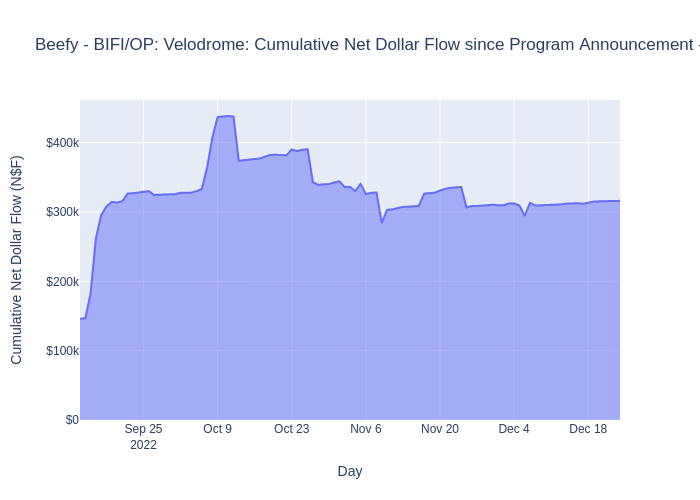 Beefy - BIFI/OP: Velodrome: Cumulative Net Dollar Flow since Program Announcement -
Cumulative Net Dollar Flow (N$F)
$400k
$300k
$200k
$100k
$0
Sep 25
2022
Oct 9
Oct 23
Nov 6
Nov 20
Dec 4
Dec 18
Day